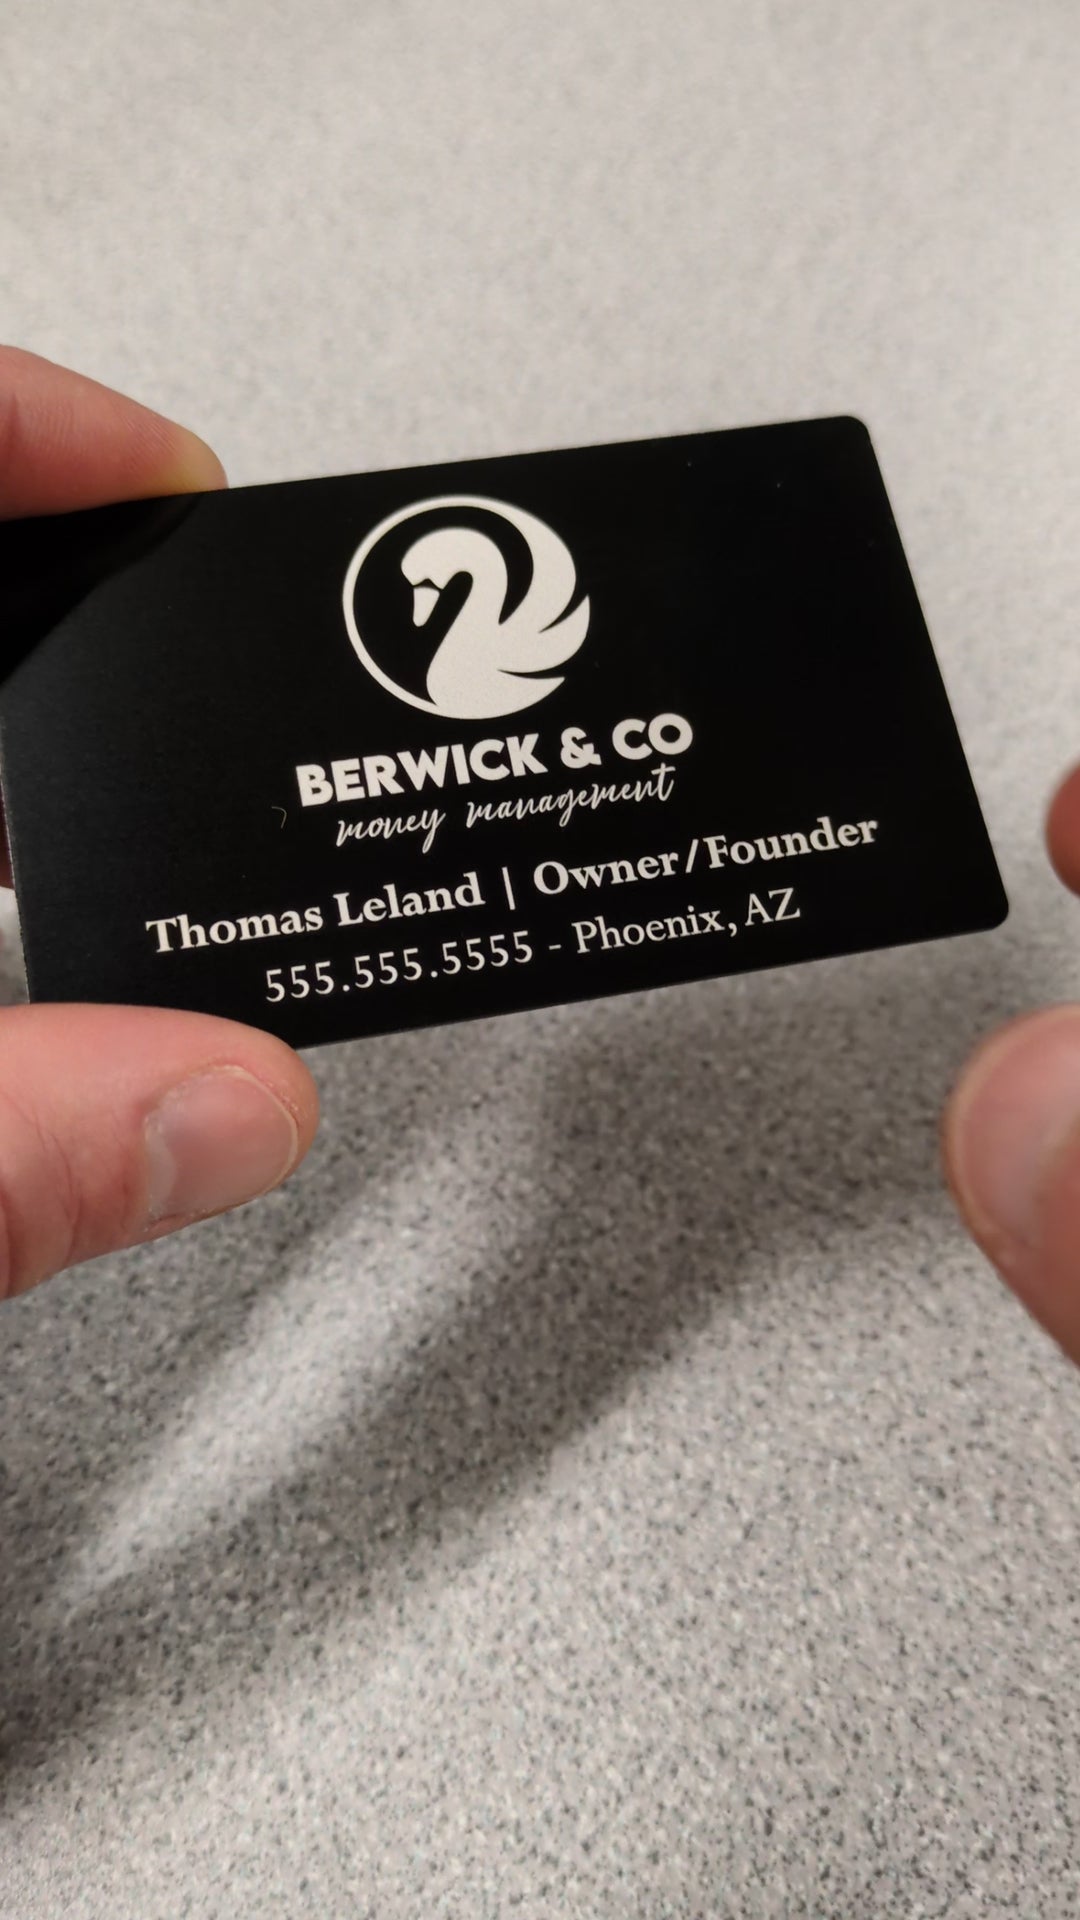 BERWICK & CO
money management
Thomas Leland | Owner/Founder
555.555.5555 - Phoenix, AZ